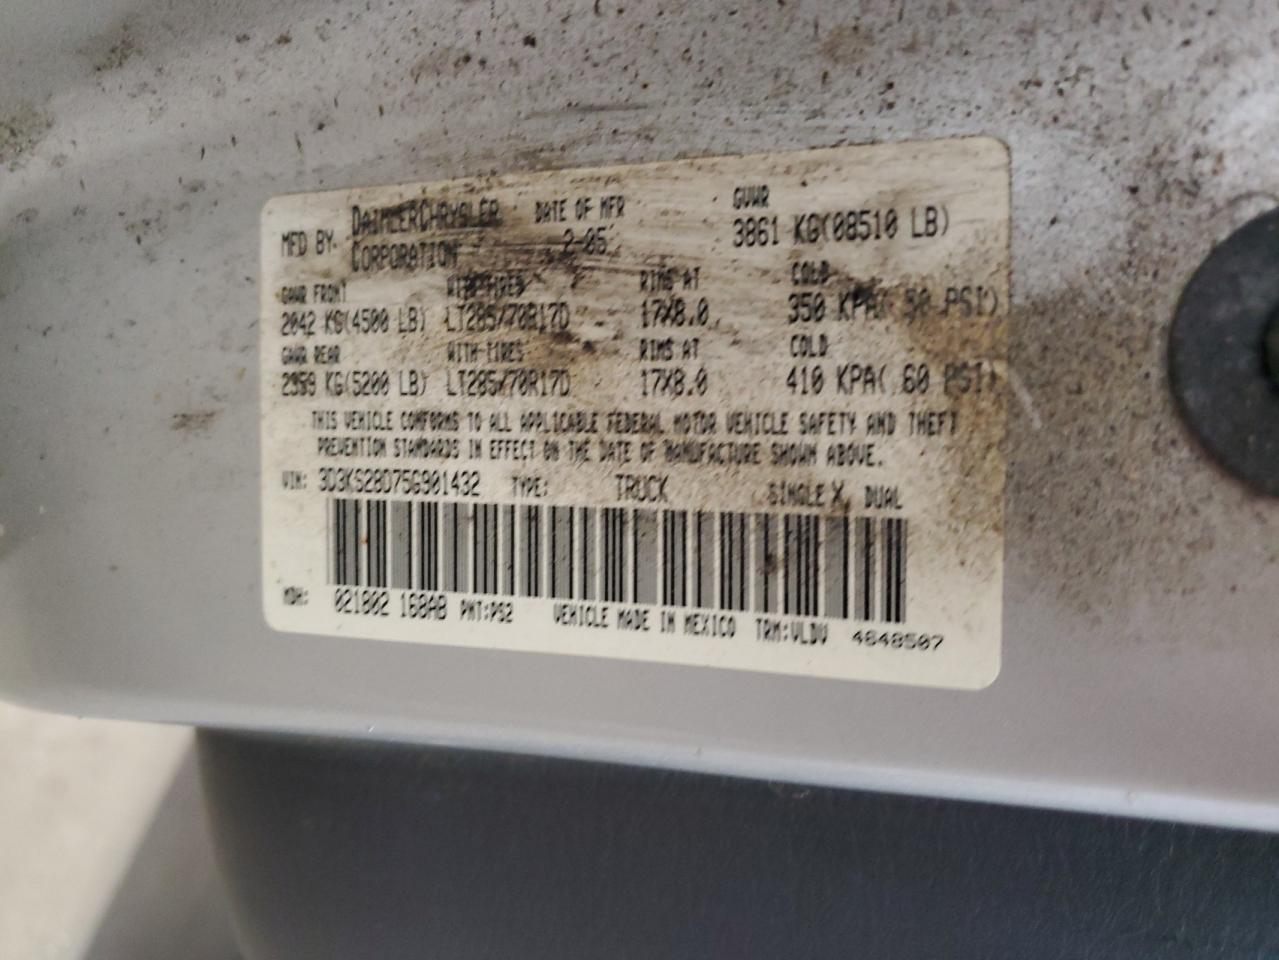 MFD BY- DAIMLERCHRYSLER CORPORATION DATE OF MFR 2-05 GVWR 3861 KG(08510 LB)
GAWR FRONT WITH TIRES RIMS AT COLD
2042 KG(4500 LB) LT285/70R17D 17X8.0 350 KPA( 50 PSI)
GAWR REAR WITH TIRES RIMS AT COLD
2359 KG(5200 LB) LT285/70R17D 17X8.0 410 KPA( 60 PSI)
THIS VEHICLE CONFORMS TO ALL APPLICABLE FEDERAL MOTOR VEHICLE SAFETY AND THEFT
PREVENTION STANDARDS IN EFFECT ON THE DATE OF MANUFACTURE SHOWN ABOVE.
VIN: 3D3KS28D75G901432 TYPE: TRUCK SINGLE X DUAL
MDH: 021802 168AB PNT:PS2 VEHICLE MADE IN MEXICO TRM:VLDV 4648507